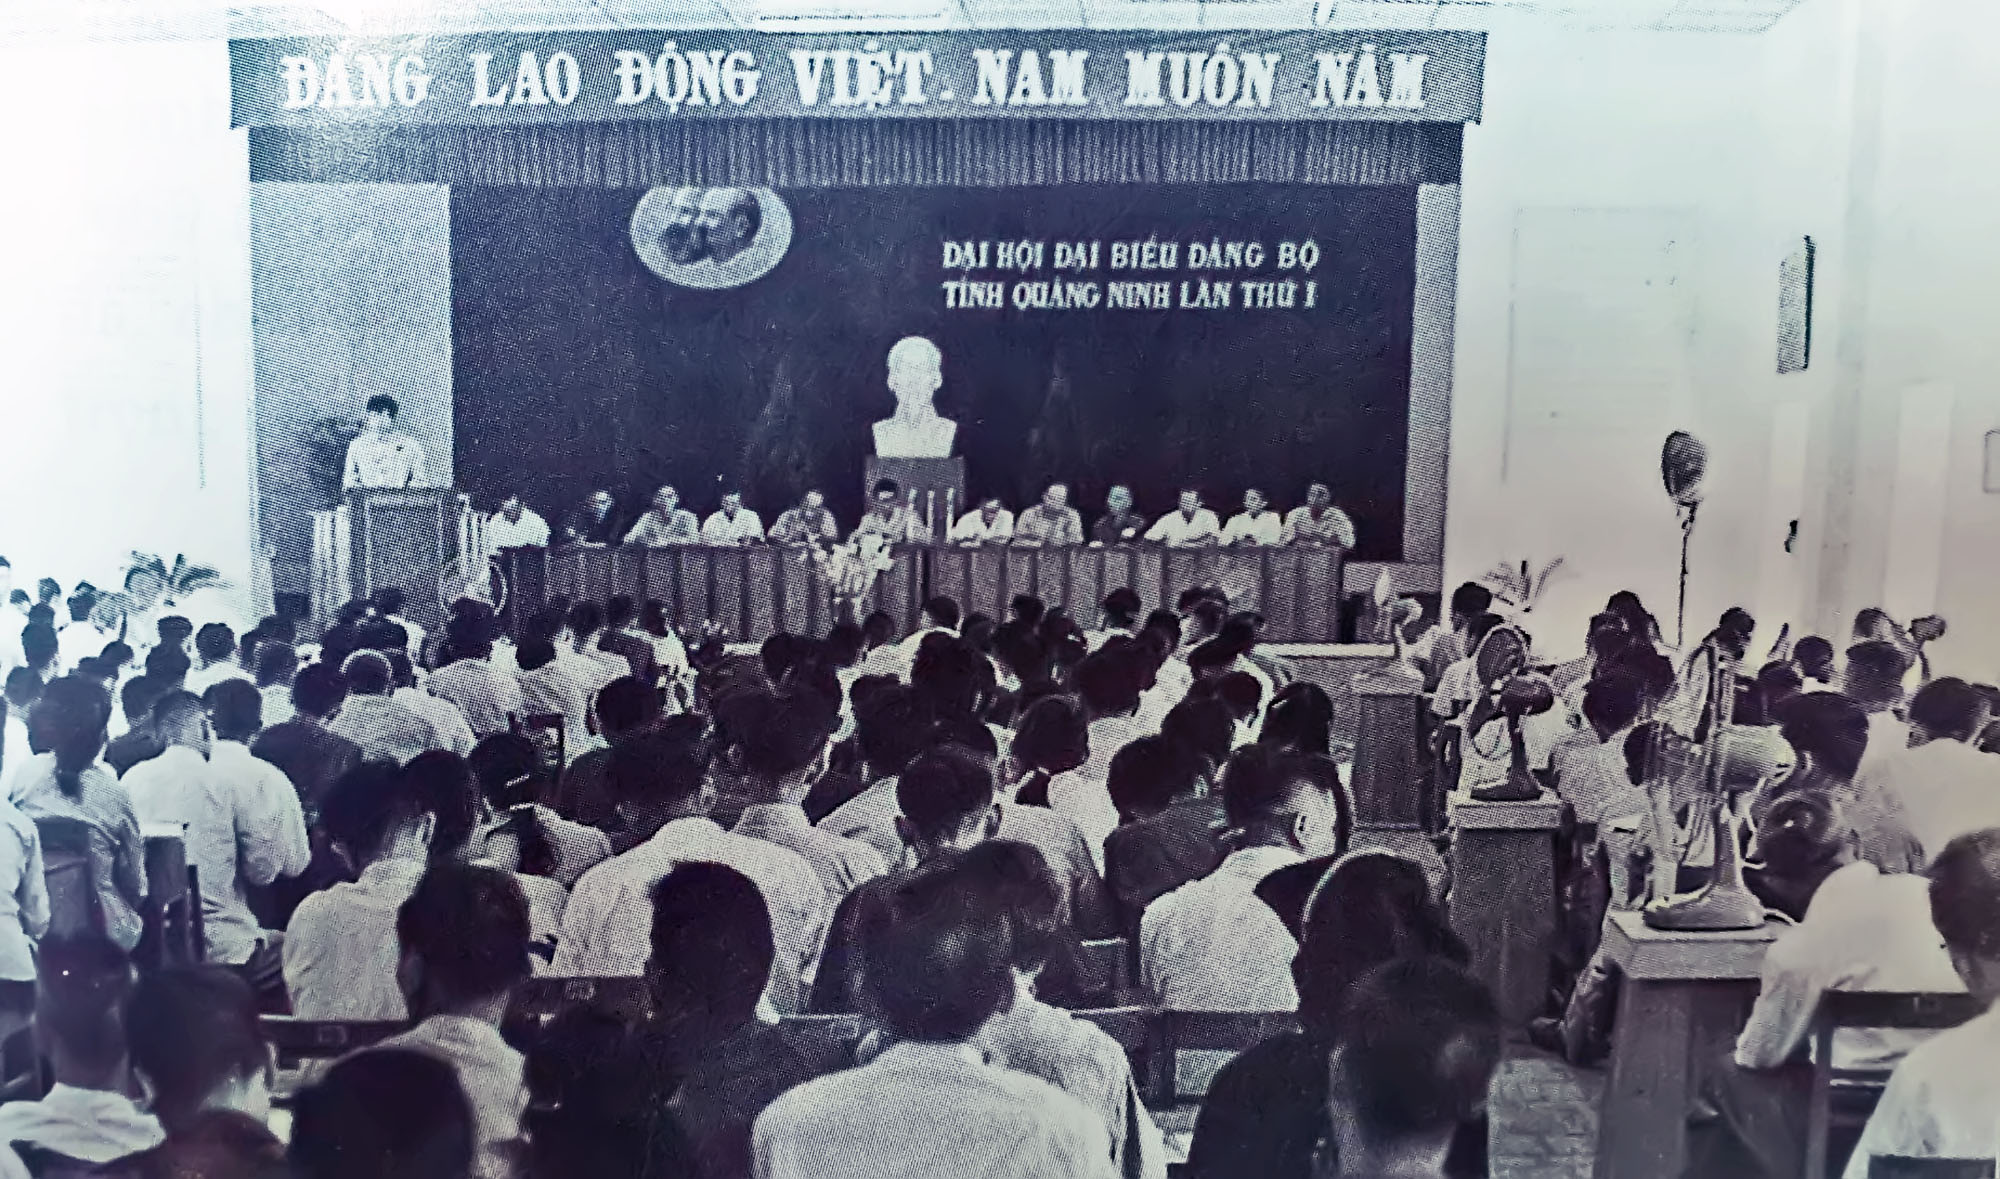 ĐẢNG LAO ĐỘNG VIỆT-NAM MUÔN NĂM
ĐẠI HỘI ĐẠI BIỂU ĐẢNG BỘ
TỈNH QUẢNG NINH LẦN THỨ I